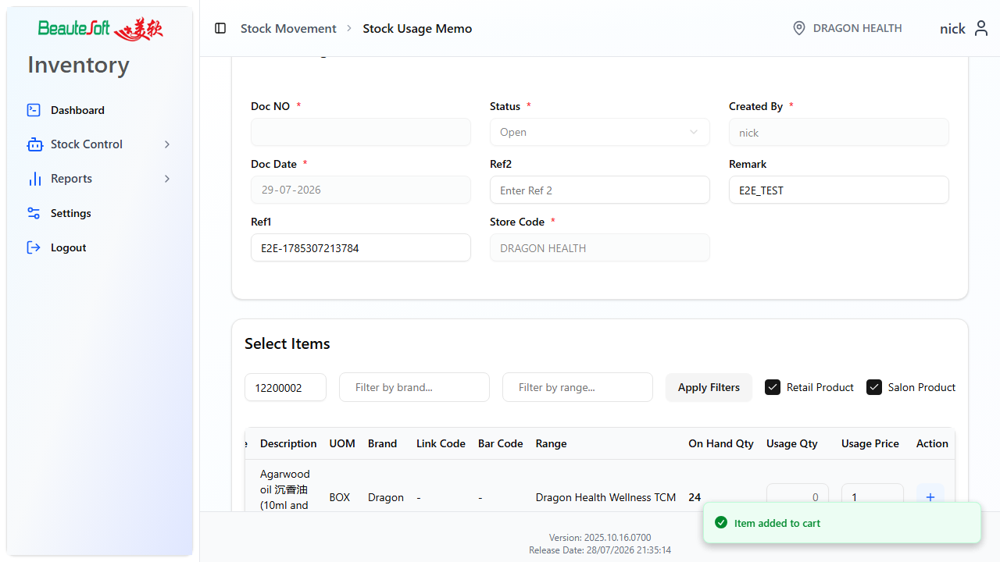 BeauteSoft 美软
Inventory
Dashboard
Stock Control
Reports
Settings
Logout
Stock Movement > Stock Usage Memo
DRAGON HEALTH
nick
Doc NO *
Status *
Created By *
Open
nick
Doc Date *
Ref2
Remark
29-07-2026
Enter Ref 2
E2E_TEST
Ref1
Store Code *
E2E-1785307213784
DRAGON HEALTH
Select Items
12200002
Filter by brand...
Filter by range...
Apply Filters
Retail Product
Salon Product
Description UOM Brand Link Code Bar Code Range On Hand Qty Usage Qty Usage Price Action
Agarwood
oil 沉香油
(10ml and
BOX Dragon - - Dragon Health Wellness TCM 24 0 1 +
Item added to cart
Version: 2025.10.16.0700
Release Date: 28/07/2026 21:35:14